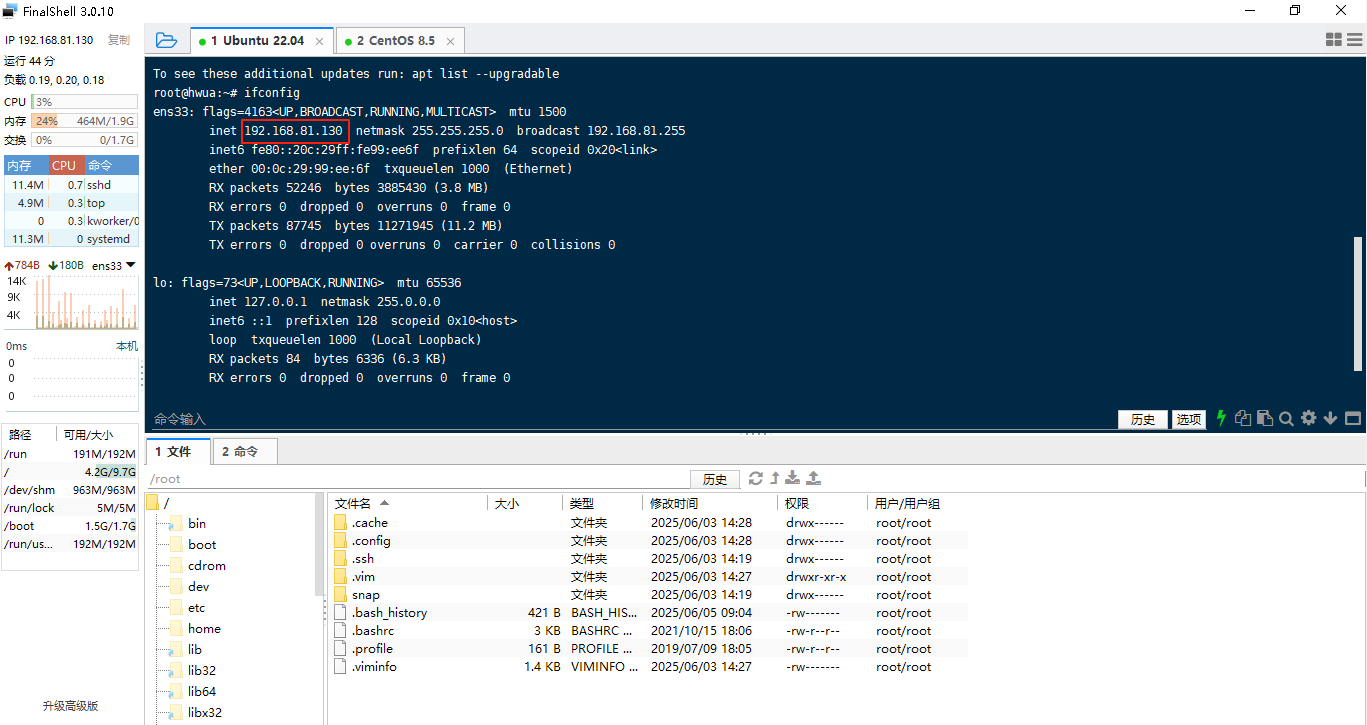 FinalShell 3.0.10
IP 192.168.81.130 复制
运行 44 分
负载 0.19, 0.20, 0.18
CPU 3%
内存 24% 464M/1.9G
交换 0% 0/1.7G
内存 CPU 命令
11.4M 0.7 sshd
4.9M 0.3 top
0 0.3 kworker/0
11.3M 0 systemd
784B 180B ens33
14K
9K
4K
0ms 本机
0
0
0
路径 可用/大小
/run 191M/192M
/ 4.2G/9.7G
/dev/shm 963M/963M
/run/lock 5M/5M
/boot 1.5G/1.7G
/run/us... 192M/192M
升级高级版
1 Ubuntu 22.04 2 CentOS 8.5
To see these additional updates run: apt list --upgradable
root@hwua:~# ifconfig
ens33: flags=4163<UP,BROADCAST,RUNNING,MULTICAST> mtu 1500
inet 192.168.81.130 netmask 255.255.255.0 broadcast 192.168.81.255
inet6 fe80::20c:29ff:fe99:ee6f prefixlen 64 scopeid 0x20<link>
ether 00:0c:29:99:ee:6f txqueuelen 1000 (Ethernet)
RX packets 52246 bytes 3885430 (3.8 MB)
RX errors 0 dropped 0 overruns 0 frame 0
TX packets 87745 bytes 11271945 (11.2 MB)
TX errors 0 dropped 0 overruns 0 carrier 0 collisions 0
lo: flags=73<UP,LOOPBACK,RUNNING> mtu 65536
inet 127.0.0.1 netmask 255.0.0.0
inet6 ::1 prefixlen 128 scopeid 0x10<host>
loop txqueuelen 1000 (Local Loopback)
RX packets 84 bytes 6336 (6.3 KB)
RX errors 0 dropped 0 overruns 0 frame 0
命令输入 历史 选项
1 文件 2 命令
/root 历史
/
bin
boot
cdrom
dev
etc
home
lib
lib32
lib64
libx32
文件名 大小 类型 修改时间 权限 用户/用户组
.cache 文件夹 2025/06/03 14:28 drwx------ root/root
.config 文件夹 2025/06/03 14:28 drwx------ root/root
.ssh 文件夹 2025/06/03 14:19 drwx------ root/root
.vim 文件夹 2025/06/03 14:27 drwxr-xr-x root/root
snap 文件夹 2025/06/03 14:19 drwx------ root/root
.bash_history 421 B BASH_HIS... 2025/06/05 09:04 -rw------- root/root
.bashrc 3 KB BASHRC ... 2021/10/15 18:06 -rw-r--r-- root/root
.profile 161 B PROFILE ... 2019/07/09 18:05 -rw-r--r-- root/root
.viminfo 1.4 KB VIMINFO ... 2025/06/03 14:27 -rw------- root/root